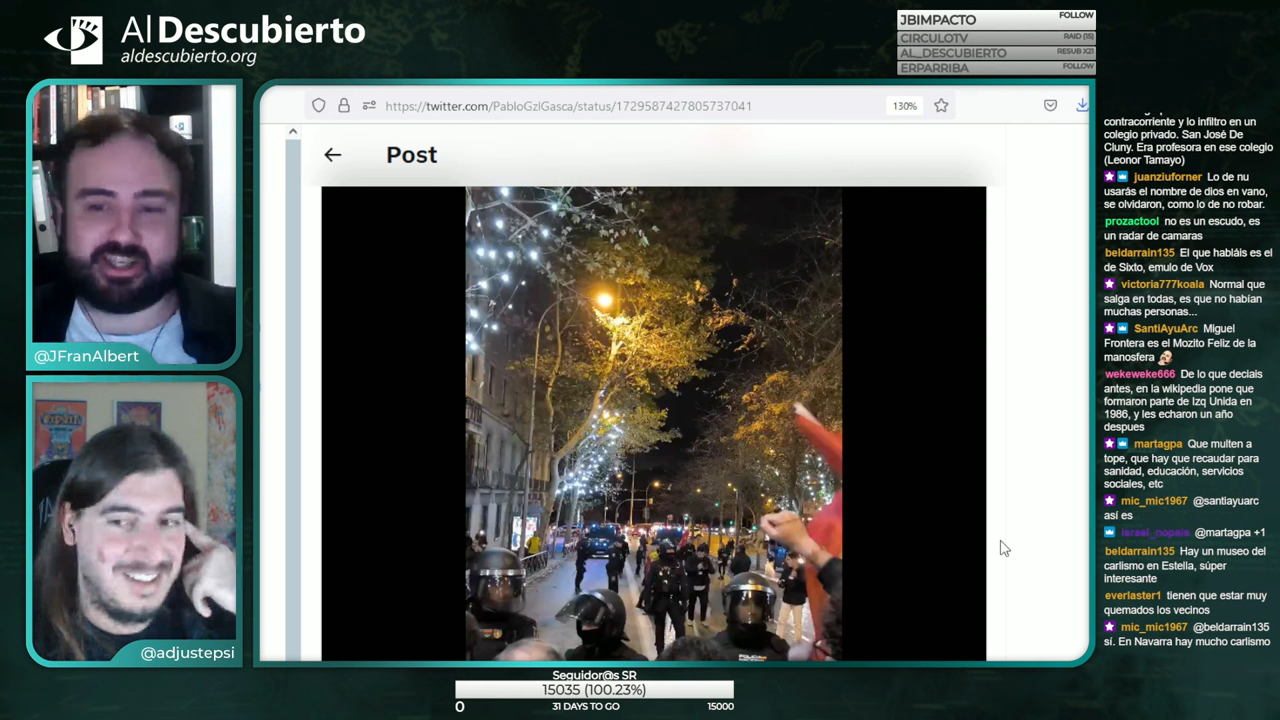 Al Descubierto
aldescubierto.org
JBIMPACTO FOLLOW
CIRCULOTV RAID (15)
AL_DESCUBIERTO RESUB X21
ERPARRIBA FOLLOW
https://twitter.com/PabloGzlGasca/status/1729587427805737041
130%
Post
@JFranAlbert
@adjustepsi
contracorriente y lo infiltro en un
colegio privado. San José De
Cluny. Era profesora en ese colegio
(Leonor Tamayo)
juanziuforner Lo de nu
usarás el nombre de dios en vano,
se olvidaron, como lo de no robar.
prozactool no es un escudo, es
un radar de camaras
beldarrain135 El que habláis es el
de Sixto, emulo de Vox
victoria777koala Normal que
salga en todas, es que no habían
muchas personas...
SantiAyuArc Miguel
Frontera es el Mozito Feliz de la
manosfera
wekeweke666 De lo que decíais
antes, en la wikipedia pone que
formaron parte de Izq Unida en
1986, y les echaron un año
despues
martagpa Que multen a
tope, que hay que recaudar para
sanidad, educación, servicios
sociales, etc
mic_mic1967 @santiayuarc
así es
israel_nopais @martagpa +1
beldarrain135 Hay un museo del
carlismo en Estella, súper
interesante
everlaster1 tienen que estar muy
quemados los vecinos
mic_mic1967 @beldarrain135
sí. En Navarra hay mucho carlismo
Seguidor@s SR
15035 (100.23%)
0 31 DAYS TO GO 15000